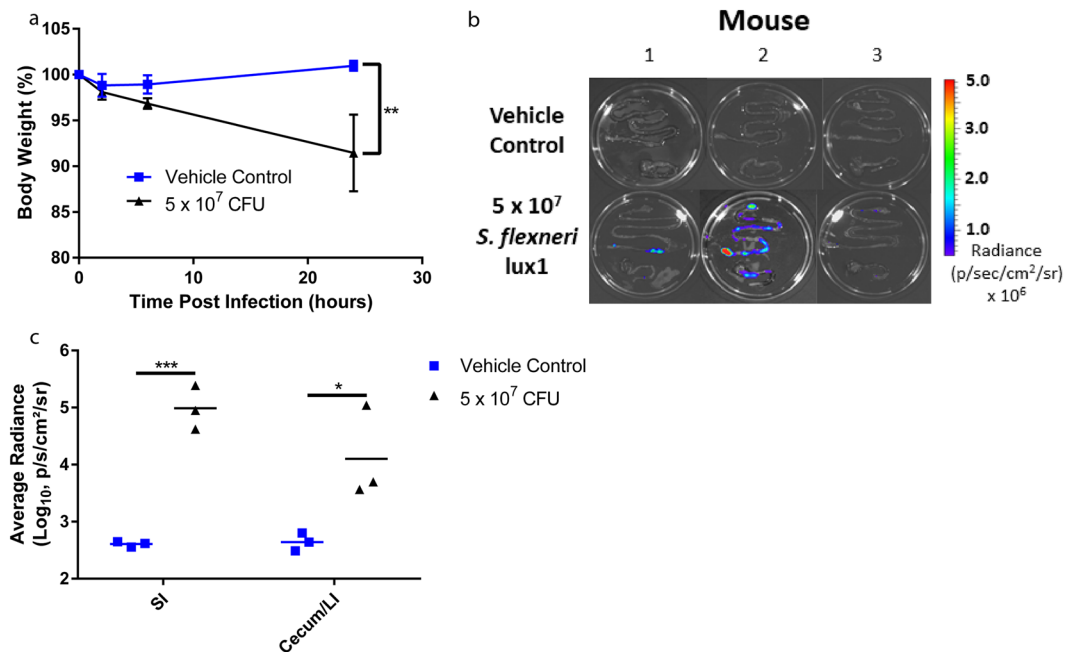 a
105
100
95
90
85
80
Body Weight (%)
Vehicle Control
5 x 10⁷ CFU
**
0
10
20
30
Time Post Infection (hours)
b
Mouse
1
2
3
Vehicle
Control
5 x 10⁷
S. flexneri
lux1
5.0
3.0
2.0
1.0
Radiance
(p/sec/cm²/sr)
x 10⁶
c
6
5
4
3
2
Average Radiance
(Log₁₀, p/s/cm²/sr)
***
*
Vehicle Control
5 x 10⁷ CFU
SI
Cecum/LI